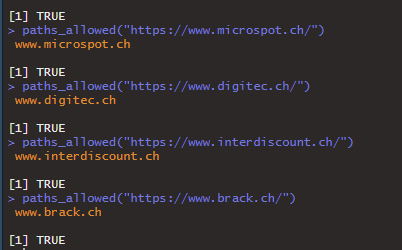 [1] TRUE
> paths_allowed("https://www.microspot.ch/")
www.microspot.ch
[1] TRUE
> paths_allowed("https://www.digitec.ch/")
www.digitec.ch
[1] TRUE
> paths_allowed("https://www.interdiscount.ch/")
www.interdiscount.ch
[1] TRUE
> paths_allowed("https://www.brack.ch/")
www.brack.ch
[1] TRUE